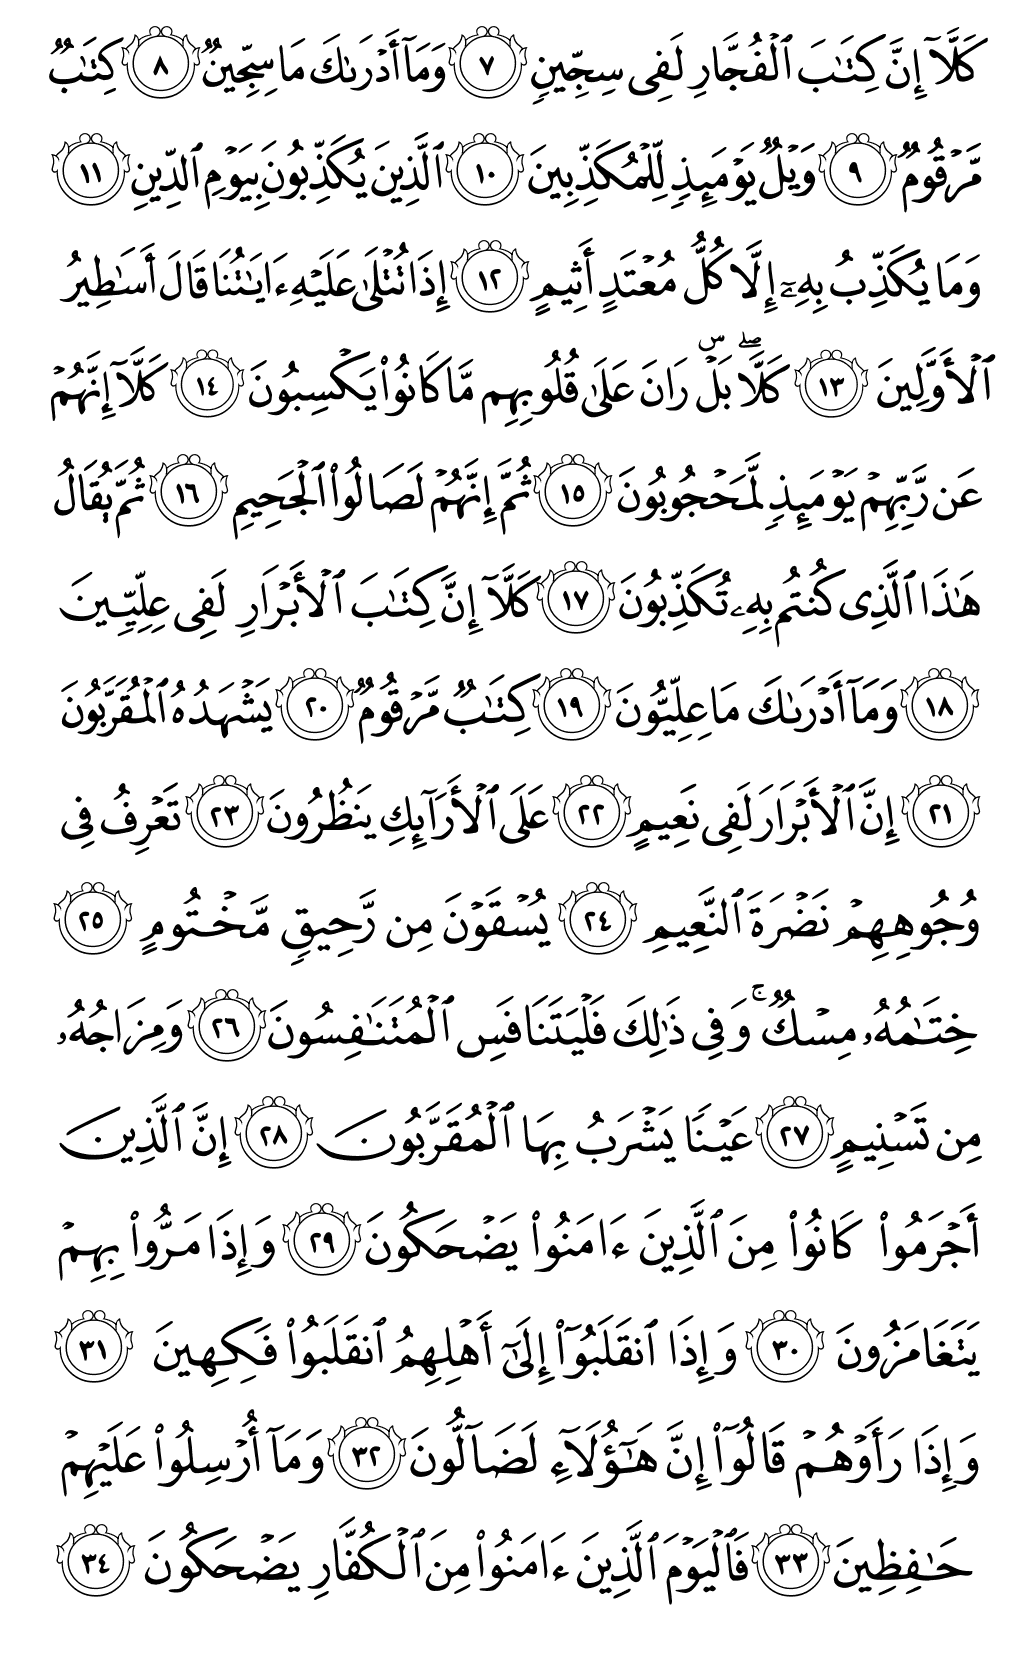 كَلَّآ إِنَّ كِتَٰبَ ٱلۡفُجَّارِ لَفِي سِجِّينٖ ٧ وَمَآ أَدۡرَىٰكَ مَا سِجِّينٞ ٨ كِتَٰبٞ
مَّرۡقُومٞ ٩ وَيۡلٞ يَوۡمَئِذٖ لِّلۡمُكَذِّبِينَ ١٠ ٱلَّذِينَ يُكَذِّبُونَ بِيَوۡمِ ٱلدِّينِ ١١
وَمَا يُكَذِّبُ بِهِۦٓ إِلَّا كُلُّ مُعۡتَدٍ أَثِيمٍ ١٢ إِذَا تُتۡلَىٰ عَلَيۡهِ ءَايَٰتُنَا قَالَ أَسَٰطِيرُ
ٱلۡأَوَّلِينَ ١٣ كَلَّاۖ بَلۡۜ رَانَ عَلَىٰ قُلُوبِهِم مَّا كَانُواْ يَكۡسِبُونَ ١٤ كَلَّآ إِنَّهُمۡ
عَن رَّبِّهِمۡ يَوۡمَئِذٖ لَّمَحۡجُوبُونَ ١٥ ثُمَّ إِنَّهُمۡ لَصَالُواْ ٱلۡجَحِيمِ ١٦ ثُمَّ يُقَالُ
هَٰذَا ٱلَّذِي كُنتُم بِهِۦ تُكَذِّبُونَ ١٧ كَلَّآ إِنَّ كِتَٰبَ ٱلۡأَبۡرَارِ لَفِي عِلِّيِّينَ
١٨ وَمَآ أَدۡرَىٰكَ مَا عِلِّيُّونَ ١٩ كِتَٰبٞ مَّرۡقُومٞ ٢٠ يَشۡهَدُهُ ٱلۡمُقَرَّبُونَ
٢١ إِنَّ ٱلۡأَبۡرَارَ لَفِي نَعِيمٍ ٢٢ عَلَى ٱلۡأَرَآئِكِ يَنظُرُونَ ٢٣ تَعۡرِفُ فِي
وُجُوهِهِمۡ نَضۡرَةَ ٱلنَّعِيمِ ٢٤ يُسۡقَوۡنَ مِن رَّحِيقٖ مَّخۡتُومٍ ٢٥
خِتَٰمُهُۥ مِسۡكٞۚ وَفِي ذَٰلِكَ فَلۡيَتَنَافَسِ ٱلۡمُتَنَٰفِسُونَ ٢٦ وَمِزَاجُهُۥ
مِن تَسۡنِيمٍ ٢٧ عَيۡنٗا يَشۡرَبُ بِهَا ٱلۡمُقَرَّبُونَ ٢٨ إِنَّ ٱلَّذِينَ
أَجۡرَمُواْ كَانُواْ مِنَ ٱلَّذِينَ ءَامَنُواْ يَضۡحَكُونَ ٢٩ وَإِذَا مَرُّواْ بِهِمۡ
يَتَغَامَزُونَ ٣٠ وَإِذَا ٱنقَلَبُوٓاْ إِلَىٰٓ أَهۡلِهِمُ ٱنقَلَبُواْ فَكِهِينَ ٣١
وَإِذَا رَأَوۡهُمۡ قَالُوٓاْ إِنَّ هَٰٓؤُلَآءِ لَضَآلُّونَ ٣٢ وَمَآ أُرۡسِلُواْ عَلَيۡهِمۡ
حَٰفِظِينَ ٣٣ فَٱلۡيَوۡمَ ٱلَّذِينَ ءَامَنُواْ مِنَ ٱلۡكُفَّارِ يَضۡحَكُونَ ٣٤